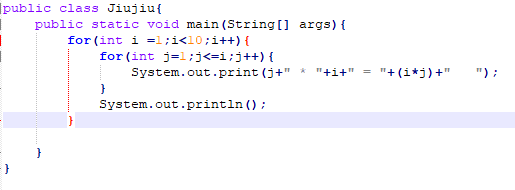 public class Jiujiu{
    public static void main(String[] args){
        for(int i =1;i<10;i++){
            for(int j=1;j<=i;j++){
                System.out.print(j+" * "+i+" = "+(i*j)+"   ");
            }
            System.out.println();
        }
    }
}